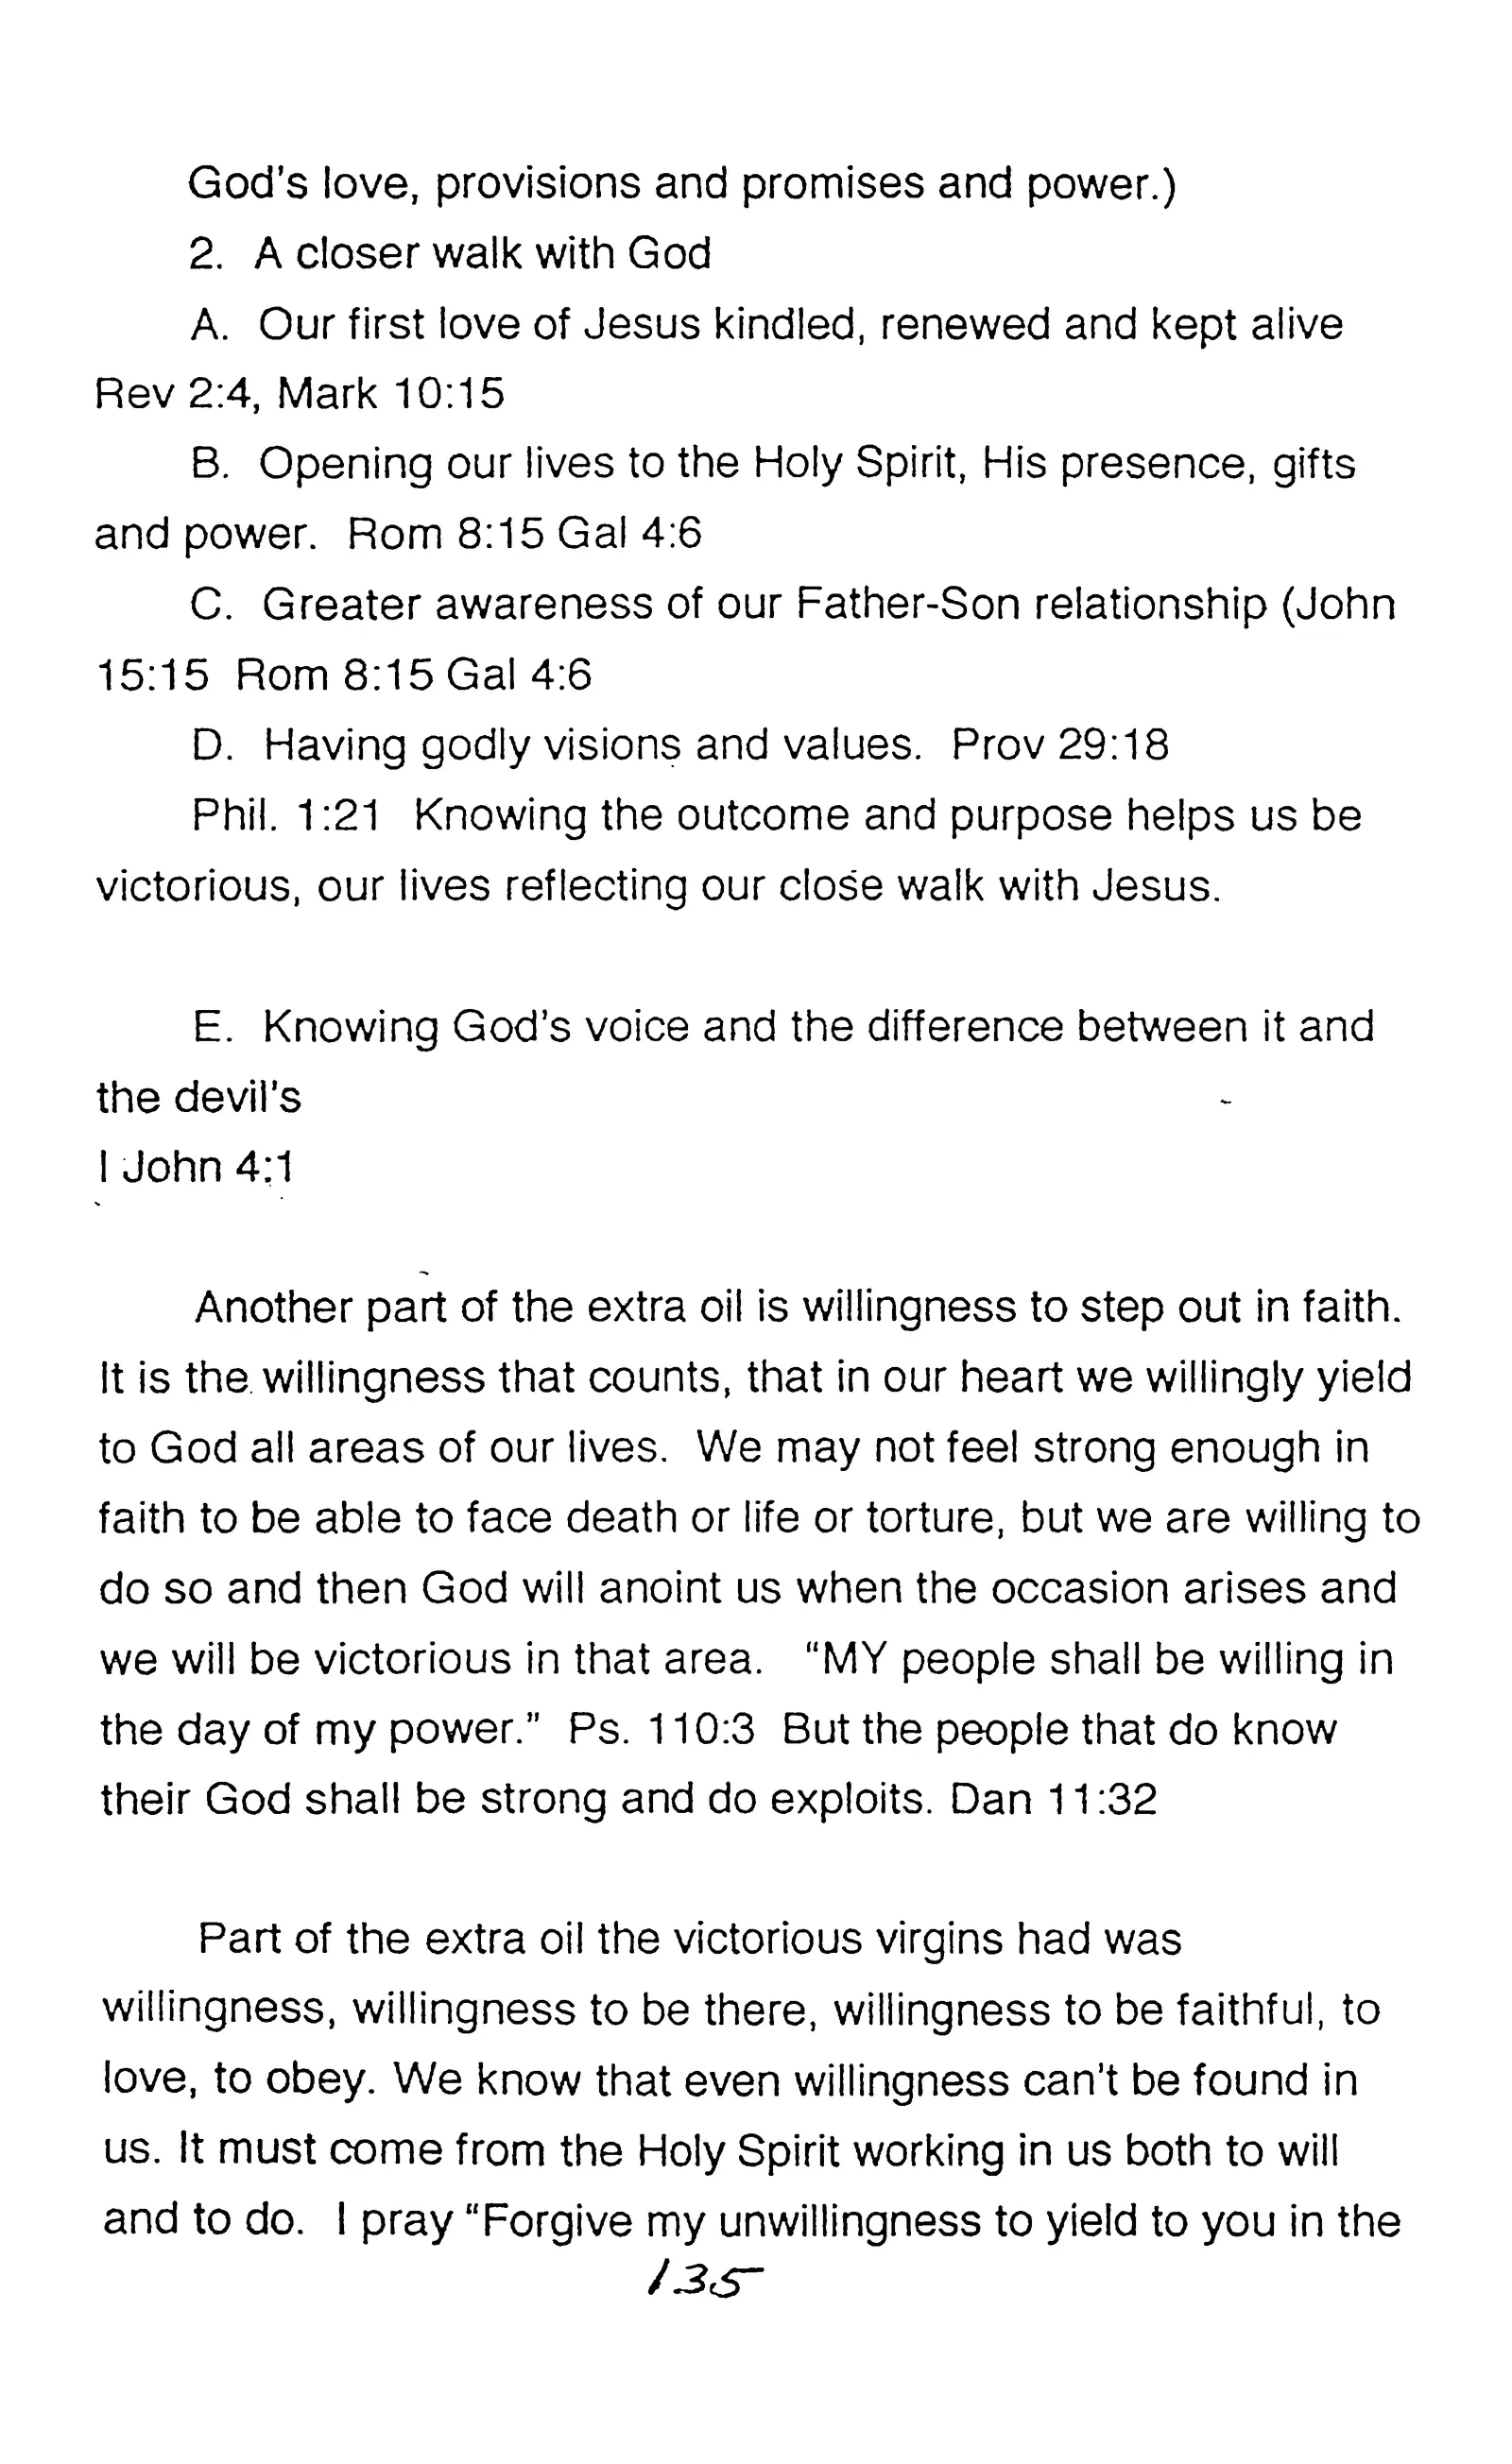 God's love, provisions and promises and power.)
2.  A closer walk with God
A.  Our first love of Jesus kindled, renewed and kept alive
Rev 2:4, Mark 10:15
B.  Opening our lives to the Holy Spirit, His presence, gifts
and power.  Rom 8:15 Gal 4:6
C.  Greater awareness of our Father-Son relationship (John
15:15  Rom 8:15 Gal 4:6
D.  Having godly visions and values.  Prov 29:18
Phil. 1:21  Knowing the outcome and purpose helps us be
victorious, our lives reflecting our close walk with Jesus.
E.  Knowing God's voice and the difference between it and
the devil's
I John 4:1
Another part of the extra oil is willingness to step out in faith.
It is the willingness that counts, that in our heart we willingly yield
to God all areas of our lives.  We may not feel strong enough in
faith to be able to face death or life or torture, but we are willing to
do so and then God will anoint us when the occasion arises and
we will be victorious in that area.  "MY people shall be willing in
the day of my power."  Ps. 110:3  But the people that do know
their God shall be strong and do exploits. Dan 11:32
Part of the extra oil the victorious virgins had was
willingness, willingness to be there, willingness to be faithful, to
love, to obey. We know that even willingness can't be found in
us. It must come from the Holy Spirit working in us both to will
and to do.  I pray "Forgive my unwillingness to yield to you in the
135